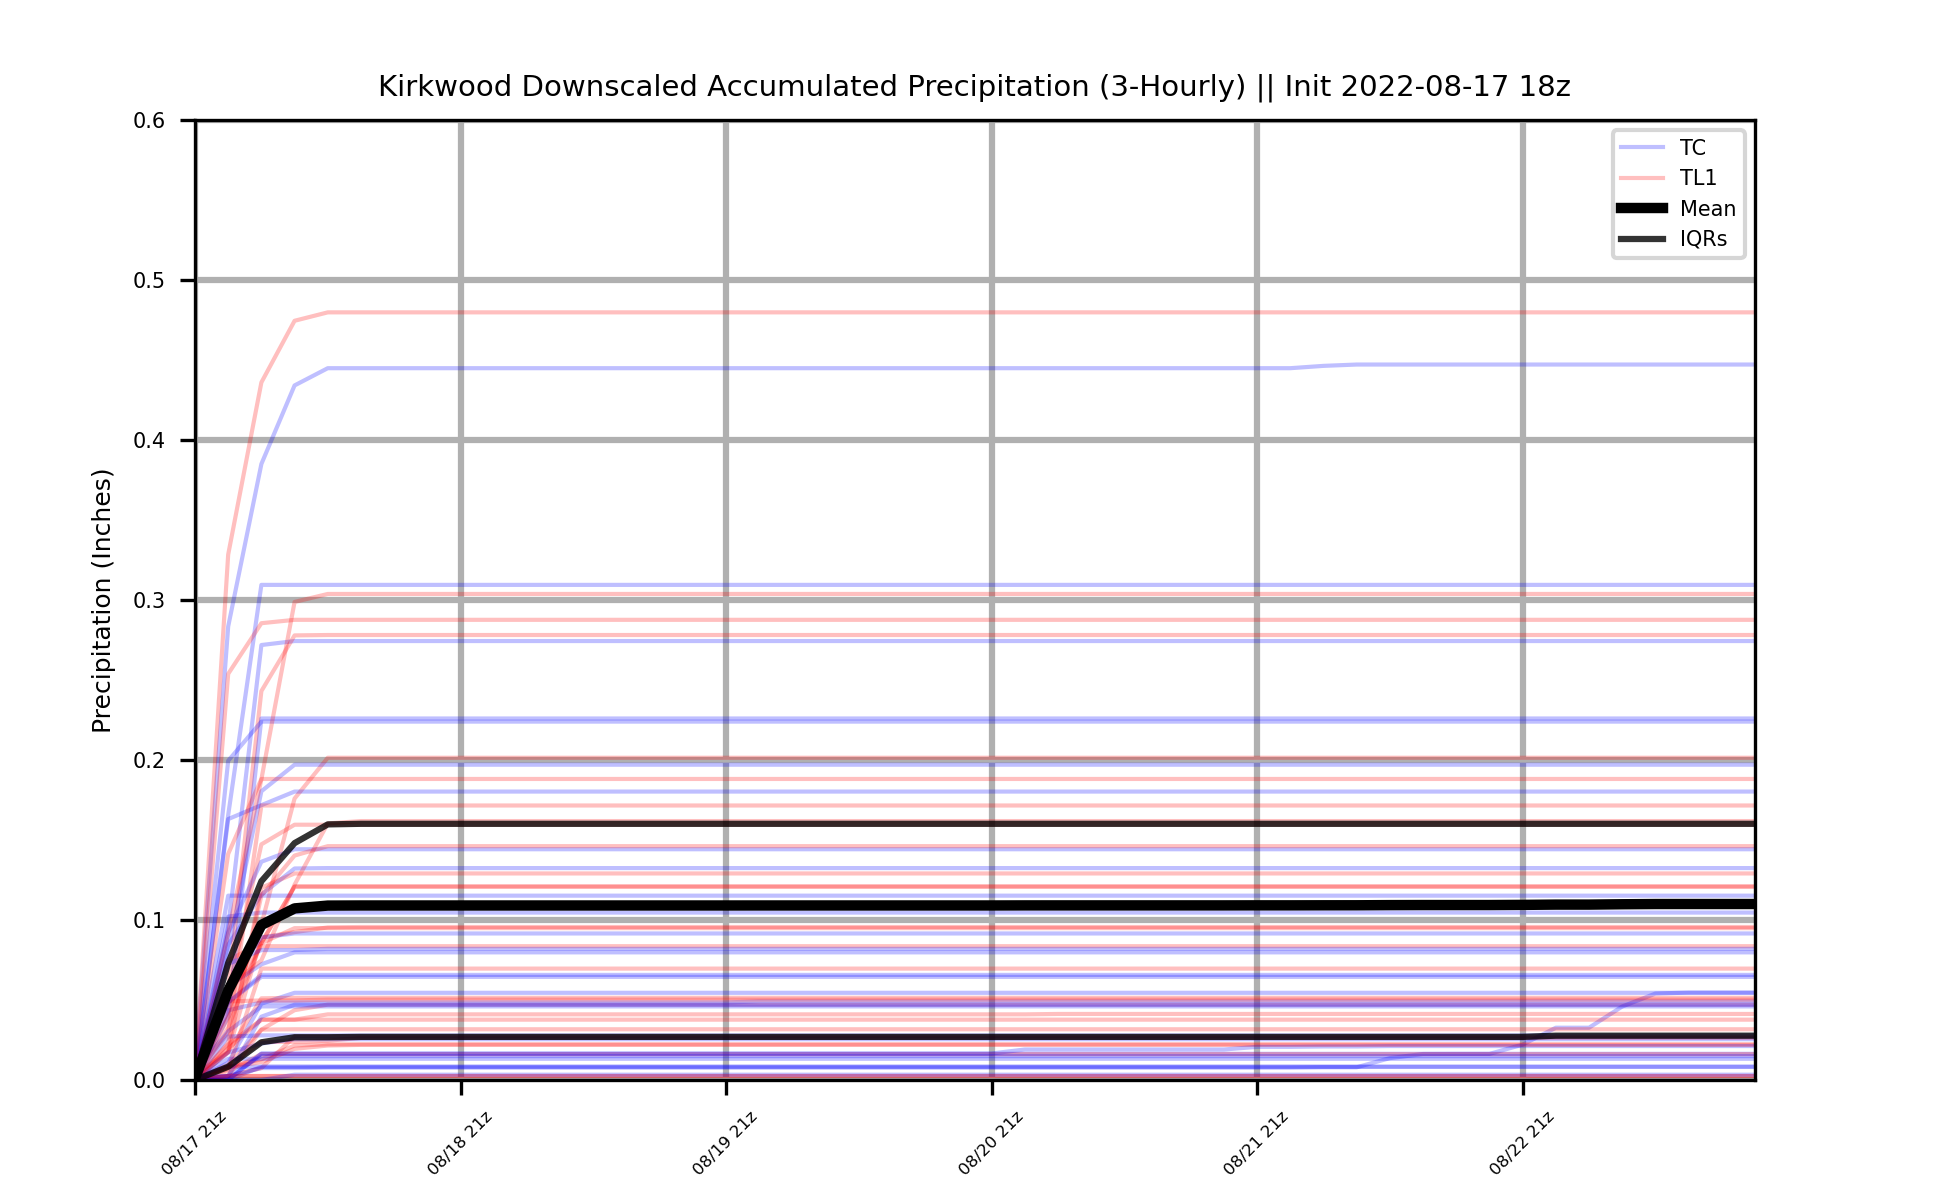 Kirkwood Downscaled Accumulated Precipitation (3-Hourly) || Init 2022-08-17 18z
Precipitation (Inches)
0.6
0.5
0.4
0.3
0.2
0.1
0.0
TC
TL1
Mean
IQRs
08/17 21z
08/18 21z
08/19 21z
08/20 21z
08/21 21z
08/22 21z